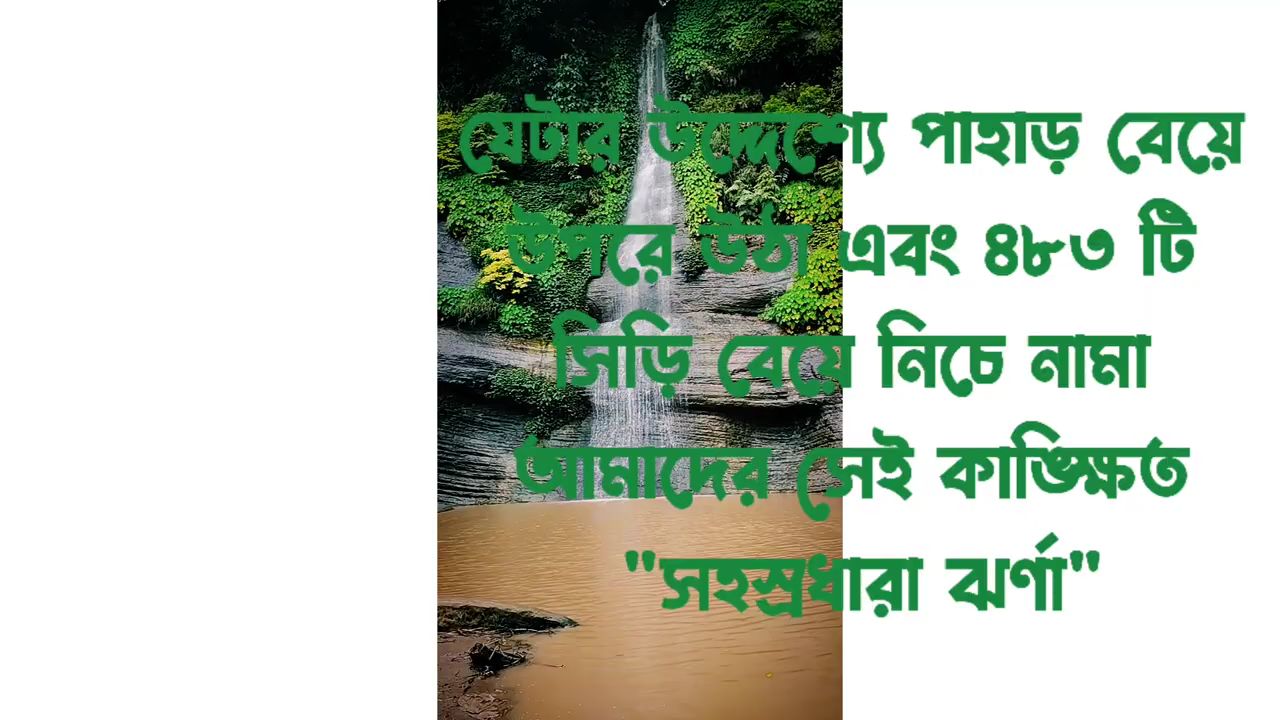 যেটার উদ্দেশ্যে পাহাড় বেয়ে
উপরে উঠা এবং ৪৮৩ টি
সিড়ি বেয়ে নিচে নামা
আমাদের সেই কাঙ্ক্ষিত
"সহস্রধারা ঝর্ণা"